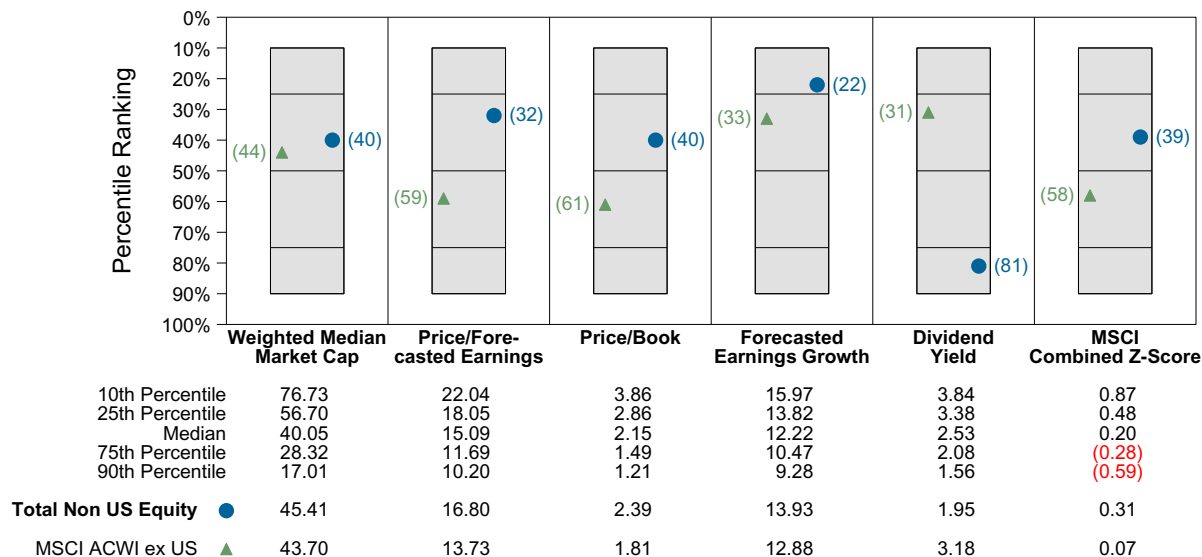 0%
10%
20%
30%
40%
50%
60%
70%
80%
90%
100%
Percentile Ranking
(44) (40)
(59) (32)
(61) (40)
(33) (22)
(31) (81)
(58) (39)
Weighted Median
Market Cap
Price/Fore-
casted Earnings
Price/Book
Forecasted
Earnings Growth
Dividend
Yield
MSCI
Combined Z-Score
10th Percentile 76.73 22.04 3.86 15.97 3.84 0.87
25th Percentile 56.70 18.05 2.86 13.82 3.38 0.48
Median 40.05 15.09 2.15 12.22 2.53 0.20
75th Percentile 28.32 11.69 1.49 10.47 2.08 (0.28)
90th Percentile 17.01 10.20 1.21 9.28 1.56 (0.59)
Total Non US Equity 45.41 16.80 2.39 13.93 1.95 0.31
MSCI ACWI ex US 43.70 13.73 1.81 12.88 3.18 0.07